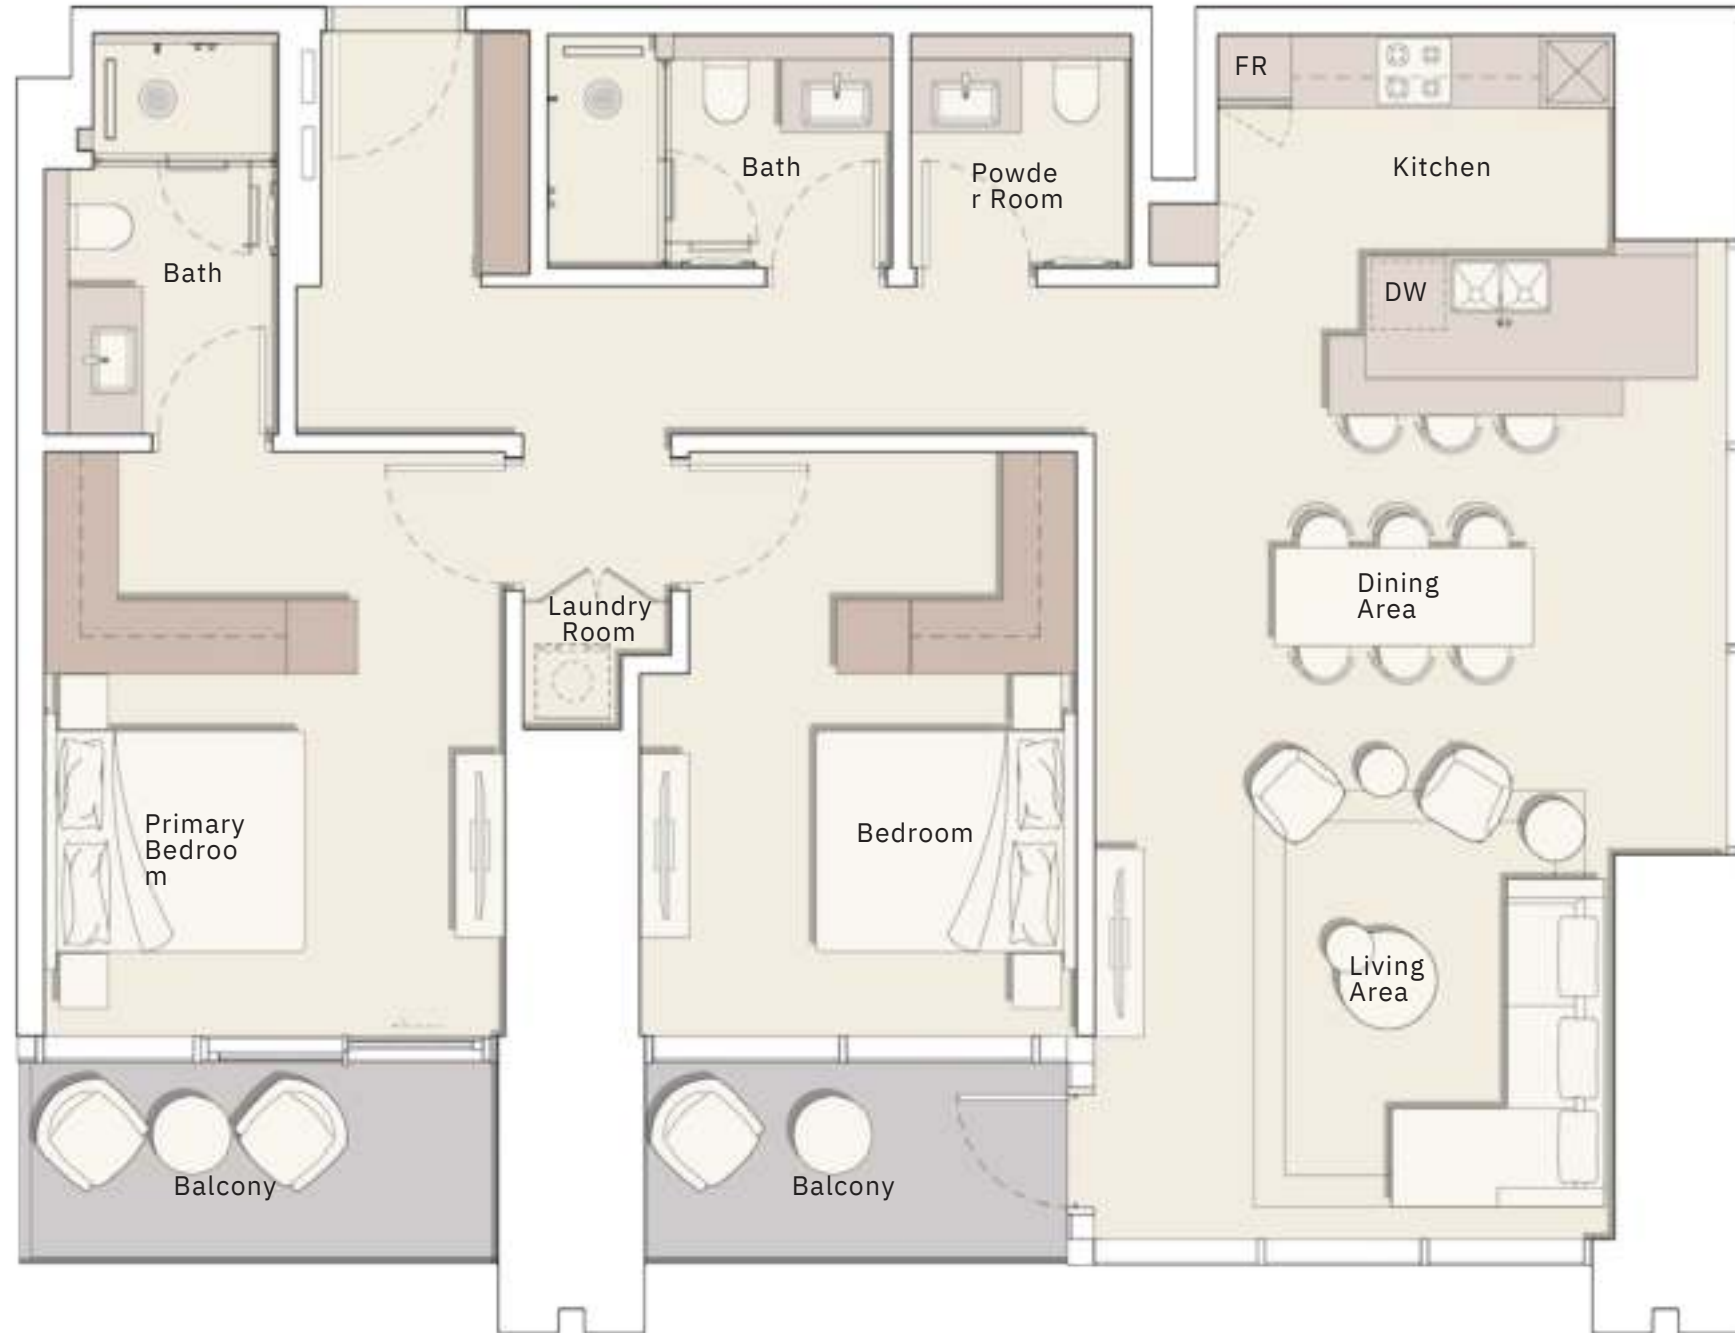 FR
Kitchen
Bath
Powde
r Room
Bath
DW
Dining
Area
Laundry
Room
Primary
Bedroo
m
Bedroom
Living
Area
Balcony
Balcony